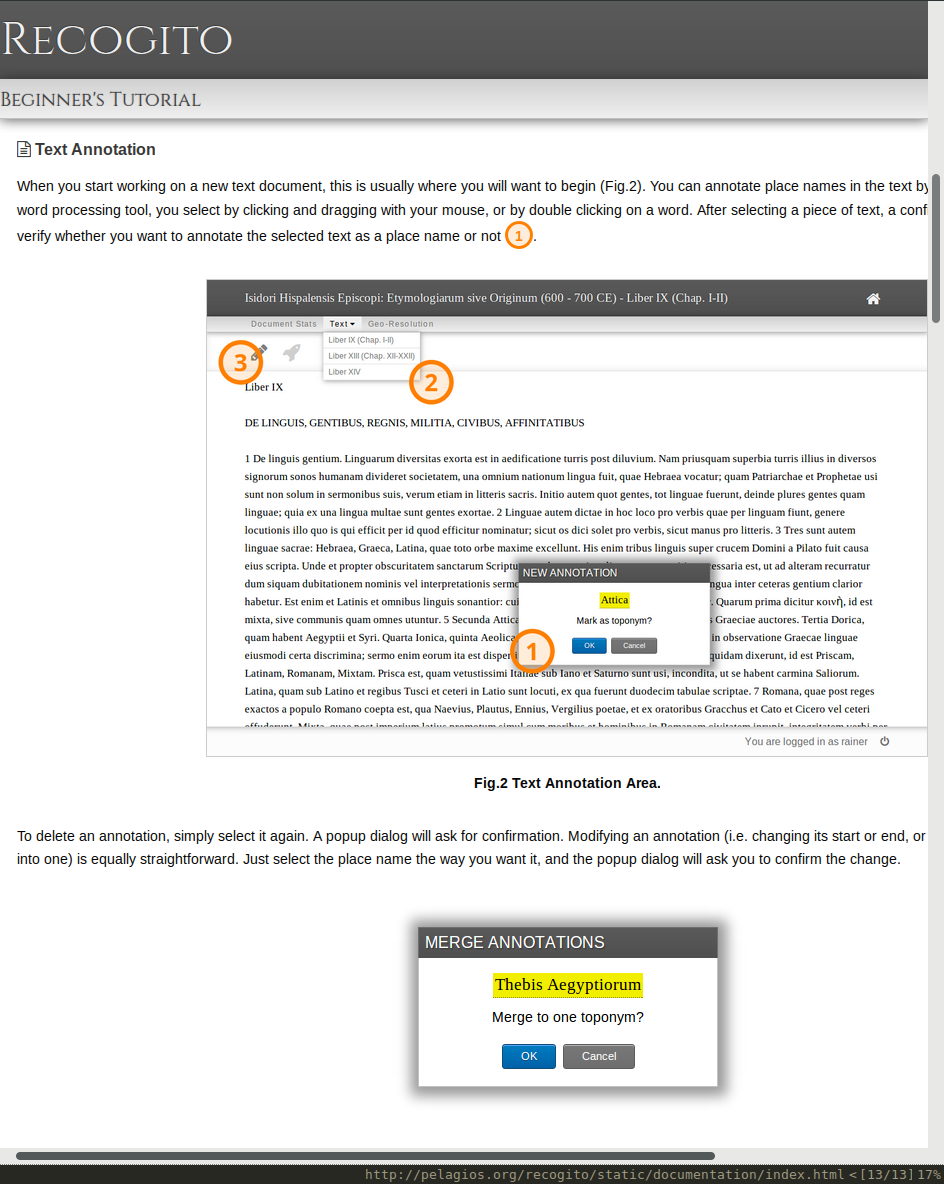 RECOGITO
BEGINNER'S TUTORIAL
Text Annotation
When you start working on a new text document, this is usually where you will want to begin (Fig.2). You can annotate place names in the text by
word processing tool, you select by clicking and dragging with your mouse, or by double clicking on a word. After selecting a piece of text, a
verify whether you want to annotate the selected text as a place name or not 1.
Isidori Hispalensis Episcopi: Etymologiarum sive Originum (600 - 700 CE) - Liber IX (Chap. I-II)
Document Stats Text Geo-Resolution
Liber IX (Chap. I-II)
Liber XIII (Chap. XII-XXII)
Liber XIV
3
2
Liber IX
DE LINGUIS, GENTIBUS, REGNIS, MILITIA, CIVIBUS, AFFINITATIBUS
1 De linguis gentium. Linguarum diversitas exorta est in aedificatione turris post diluvium. Nam priusquam superbia turris illius in diversos
signorum sonos humanam divideret societatem, una omnium nationum lingua fuit, quae Hebraea vocatur; quam Patriarchae et Prophetae usi
sunt non solum in sermonibus suis, verum etiam in litteris sacris. Initio autem quot gentes, tot linguae fuerunt, deinde plures gentes quam
linguae; quia ex una lingua multae sunt gentes exortae. 2 Linguae autem dictae in hoc loco pro verbis quae per linguam fiunt, genere
locutionis illo quo is qui efficit per id quod efficitur nominatur; sicut os dici solet pro verbis, sicut manus pro litteris. 3 Tres sunt autem
linguae sacrae: Hebraea, Graeca, Latina, quae toto orbe maxime excellunt. His enim tribus linguis super crucem Domini a Pilato fuit causa
eius scripta. Unde et propter obscuritatem sanctarum Scriptu essaria est, ut ad alteram recurratur
dum siquam dubitationem nominis vel interpretationis sermo ngua inter ceteras gentium clarior
habetur. Est enim et Latinis et omnibus linguis sonantior: cui . Quarum prima dicitur κοινὴ, id est
mixta, sive communis quam omnes utuntur. 5 Secunda Attica s Graeciae auctores. Tertia Dorica,
quam habent Aegyptii et Syri. Quarta Ionica, quinta Aeolica in observatione Graecae linguae
eiusmodi certa discrimina; sermo enim eorum ita est disper quidam dixerunt, id est Priscam,
Latinam, Romanam, Mixtam. Prisca est, quam vetustissimi Italiae sub Iano et Saturno sunt usi, incondita, ut se habent carmina Saliorum.
Latina, quam sub Latino et regibus Tusci et ceteri in Latio sunt locuti, ex qua fuerunt duodecim tabulae scriptae. 7 Romana, quae post reges
exactos a populo Romano coepta est, qua Naevius, Plautus, Ennius, Vergilius poetae, et ex oratoribus Gracchus et Cato et Cicero vel ceteri
effuderunt. Mixta, quae post imperium latius promotum simul cum moribus et hominibus in Romanam civitatem inrupit, integritatem verbi per
NEW ANNOTATION
Attica
Mark as toponym?
OK Cancel
1
You are logged in as rainer
Fig.2 Text Annotation Area.
To delete an annotation, simply select it again. A popup dialog will ask for confirmation. Modifying an annotation (i.e. changing its start or end, or
into one) is equally straightforward. Just select the place name the way you want it, and the popup dialog will ask you to confirm the change.
MERGE ANNOTATIONS
Thebis Aegyptiorum
Merge to one toponym?
OK Cancel
http://pelagios.org/recogito/static/documentation/index.html < [13/13] 17%